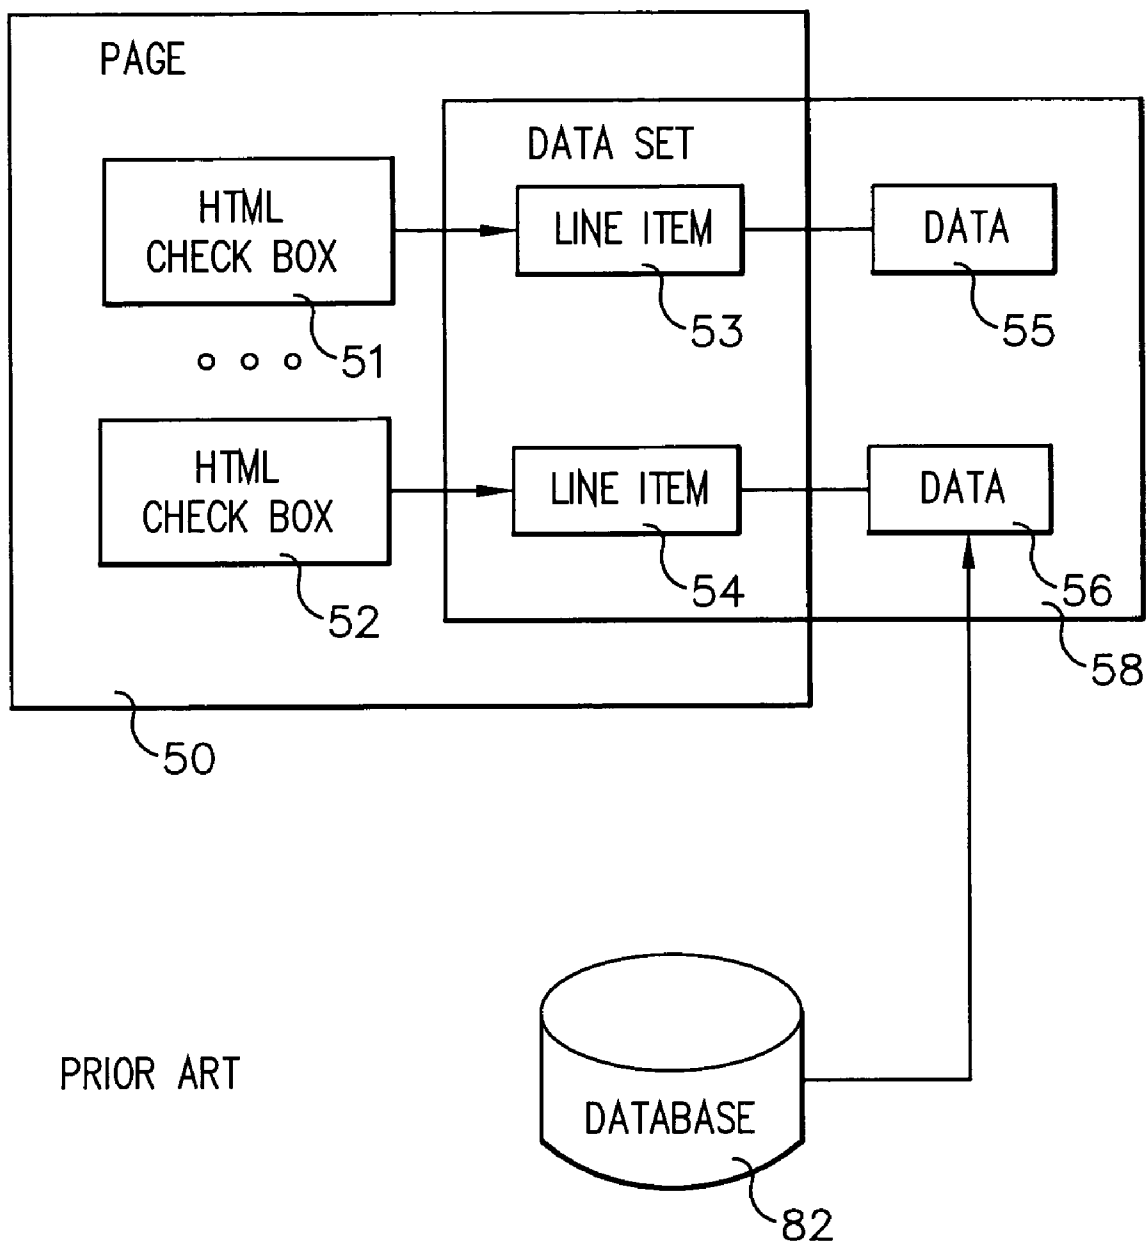 PAGE
DATA SET
HTML
CHECK BOX
LINE ITEM
DATA
53
55
51
HTML
CHECK BOX
LINE ITEM
DATA
54
56
52
58
50
PRIOR ART
DATABASE
82